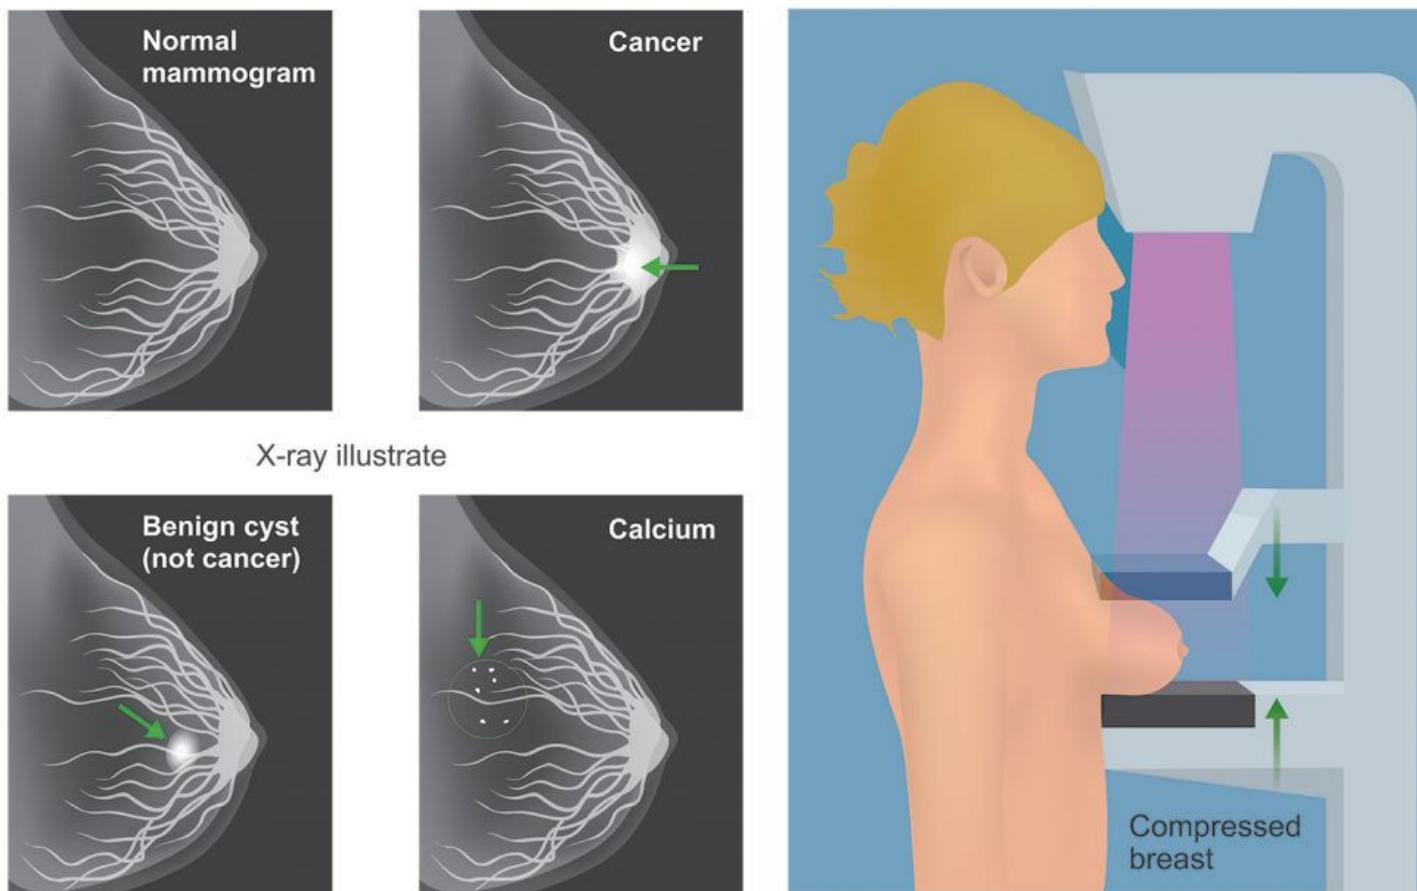 Normal
mammogram
Cancer
X-ray illustrate
Benign cyst
(not cancer)
Calcium
Compressed
breast